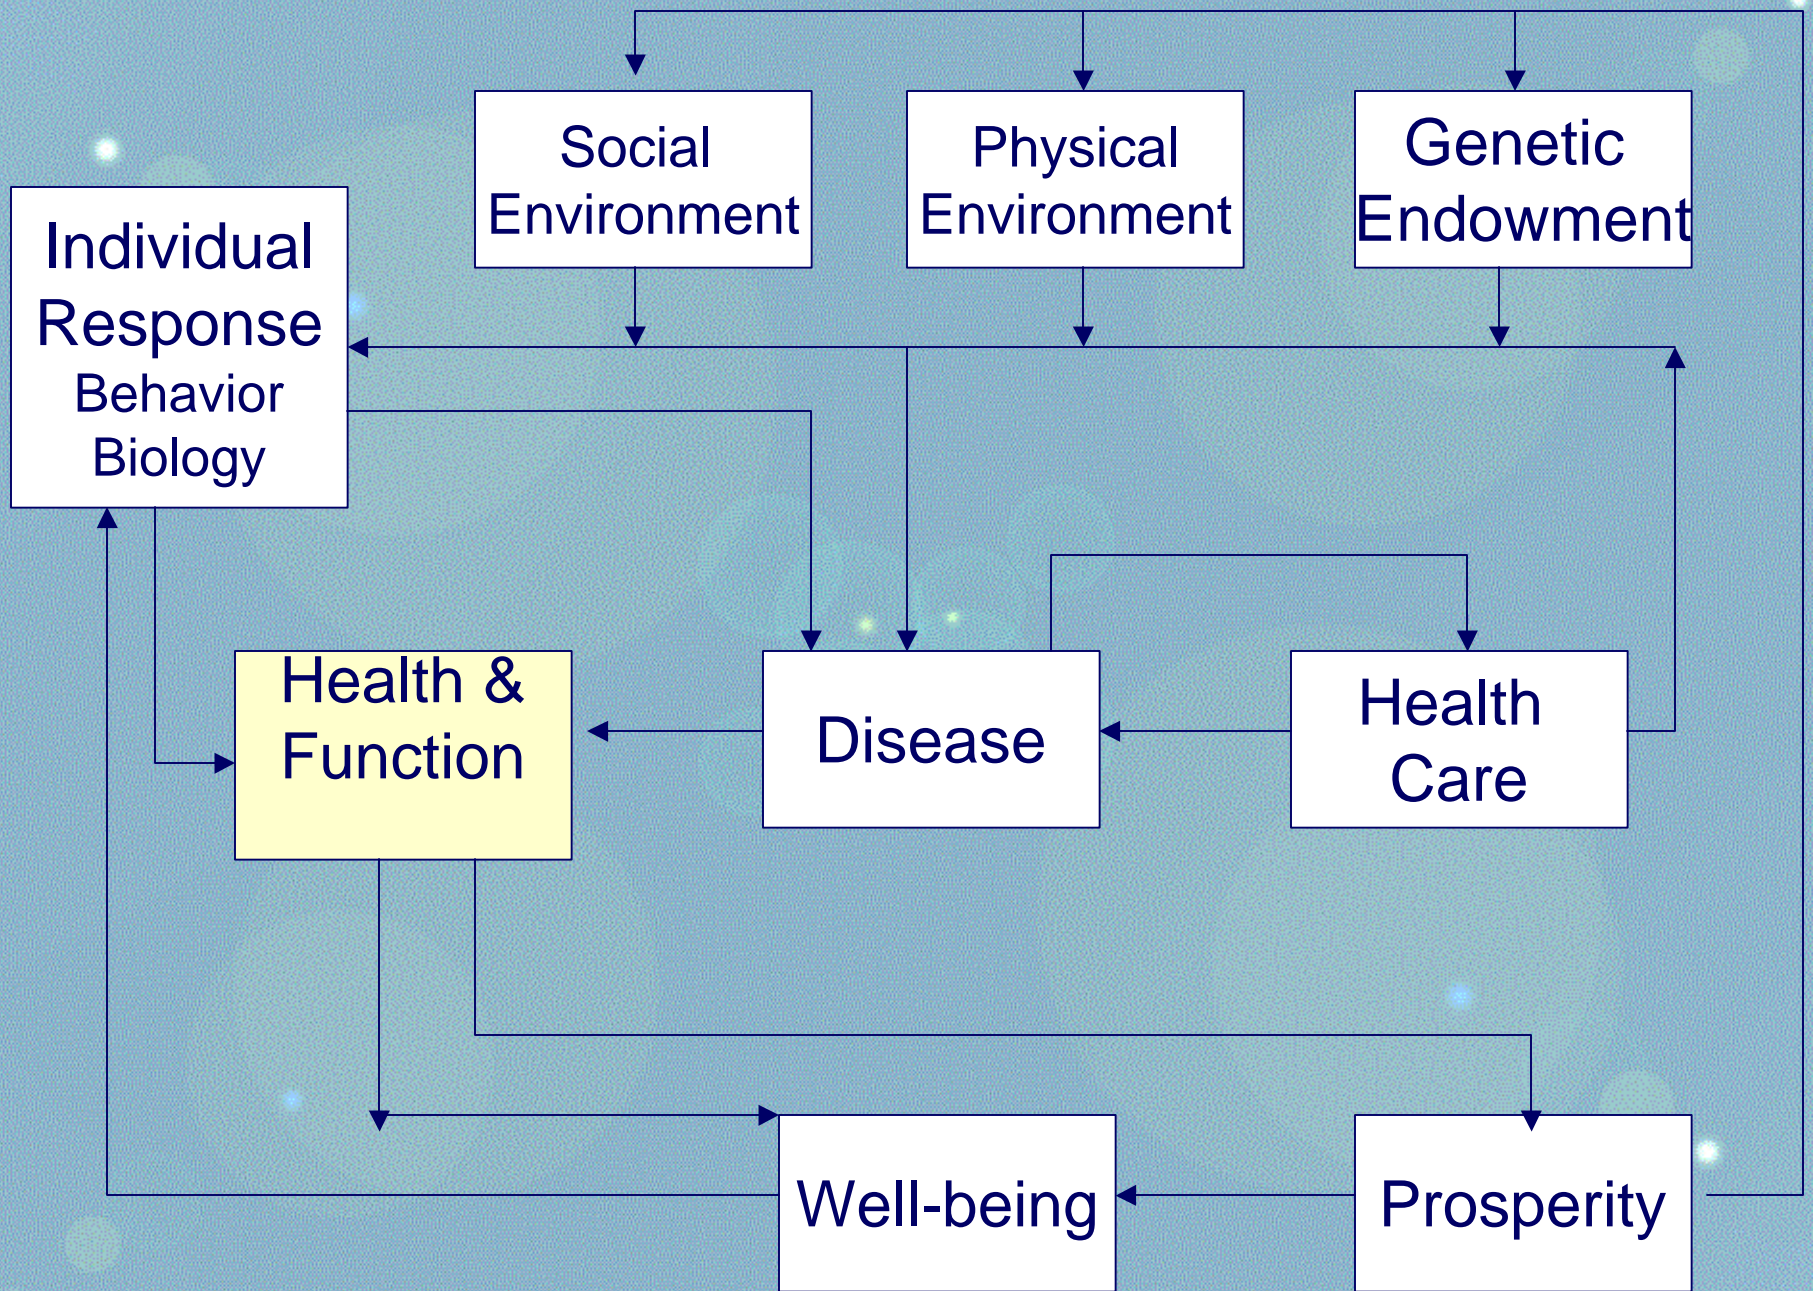 Social
Environment
Physical
Environment
Genetic
Endowment
Individual
Response
Behavior
Biology
Health &
Function
Disease
Health
Care
Well-being
Prosperity